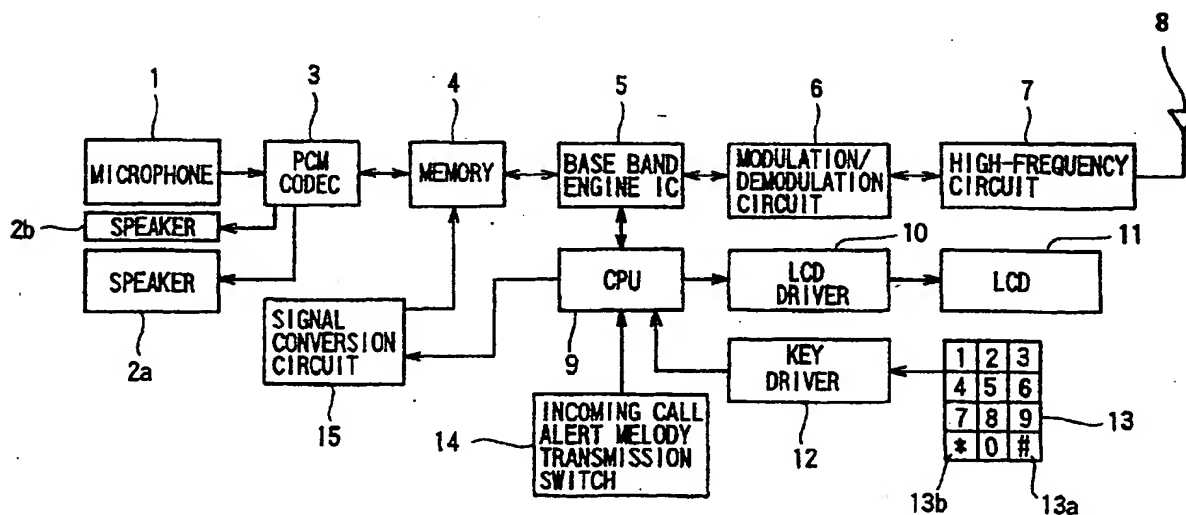 8
1
3
4
5
6
7
MICROPHONE
PCM
CODEC
MEMORY
BASE BAND
ENGINE IC
MODULATION/
DEMODULATION
CIRCUIT
HIGH-FREQUENCY
CIRCUIT
2b
SPEAKER
10
11
SPEAKER
CPU
LCD
DRIVER
LCD
2a
SIGNAL
CONVERSION
CIRCUIT
9
KEY
DRIVER
1 2 3
4 5 6
7 8 9
* 0 #
13
15
14
INCOMING CALL
ALERT MELODY
TRANSMISSION
SWITCH
12
13b
13a